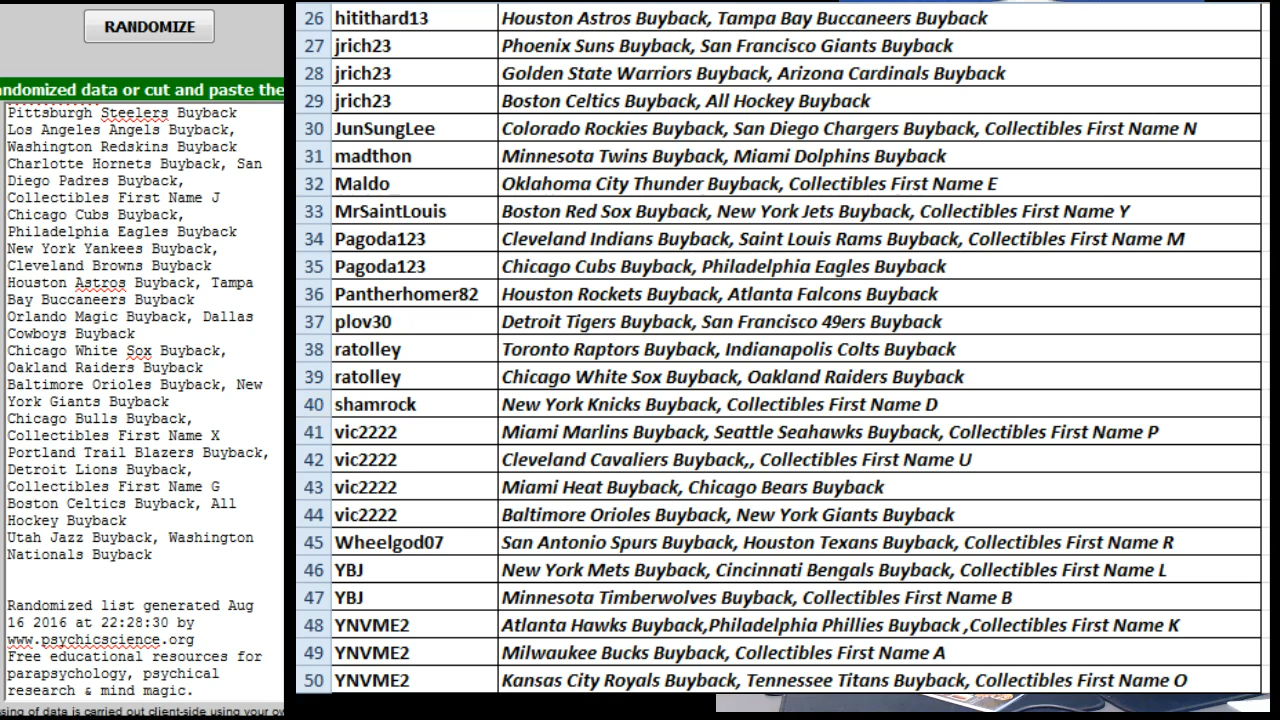 RANDOMIZE
andomized data or cut and paste the
Pittsburgh Steelers Buyback
Los Angeles Angels Buyback,
Washington Redskins Buyback
Charlotte Hornets Buyback, San
Diego Padres Buyback,
Collectibles First Name J
Chicago Cubs Buyback,
Philadelphia Eagles Buyback
New York Yankees Buyback,
Cleveland Browns Buyback
Houston Astros Buyback, Tampa
Bay Buccaneers Buyback
Orlando Magic Buyback, Dallas
Cowboys Buyback
Chicago White Sox Buyback,
Oakland Raiders Buyback
Baltimore Orioles Buyback, New
York Giants Buyback
Chicago Bulls Buyback,
Collectibles First Name X
Portland Trail Blazers Buyback,
Detroit Lions Buyback,
Collectibles First Name G
Boston Celtics Buyback, All
Hockey Buyback
Utah Jazz Buyback, Washington
Nationals Buyback
Randomized list generated Aug
16 2016 at 22:28:30 by
www.psychicscience.org
Free educational resources for
parapsychology, psychical
research & mind magic.
sing of data is carried out client-side using your ow
26 hitithard13 Houston Astros Buyback, Tampa Bay Buccaneers Buyback
27 jrich23 Phoenix Suns Buyback, San Francisco Giants Buyback
28 jrich23 Golden State Warriors Buyback, Arizona Cardinals Buyback
29 jrich23 Boston Celtics Buyback, All Hockey Buyback
30 JunSungLee Colorado Rockies Buyback, San Diego Chargers Buyback, Collectibles First Name N
31 madthon Minnesota Twins Buyback, Miami Dolphins Buyback
32 Maldo Oklahoma City Thunder Buyback, Collectibles First Name E
33 MrSaintLouis Boston Red Sox Buyback, New York Jets Buyback, Collectibles First Name Y
34 Pagoda123 Cleveland Indians Buyback, Saint Louis Rams Buyback, Collectibles First Name M
35 Pagoda123 Chicago Cubs Buyback, Philadelphia Eagles Buyback
36 Pantherhomer82 Houston Rockets Buyback, Atlanta Falcons Buyback
37 plov30 Detroit Tigers Buyback, San Francisco 49ers Buyback
38 ratolley Toronto Raptors Buyback, Indianapolis Colts Buyback
39 ratolley Chicago White Sox Buyback, Oakland Raiders Buyback
40 shamrock New York Knicks Buyback, Collectibles First Name D
41 vic2222 Miami Marlins Buyback, Seattle Seahawks Buyback, Collectibles First Name P
42 vic2222 Cleveland Cavaliers Buyback,, Collectibles First Name U
43 vic2222 Miami Heat Buyback, Chicago Bears Buyback
44 vic2222 Baltimore Orioles Buyback, New York Giants Buyback
45 Wheelgod07 San Antonio Spurs Buyback, Houston Texans Buyback, Collectibles First Name R
46 YBJ New York Mets Buyback, Cincinnati Bengals Buyback, Collectibles First Name L
47 YBJ Minnesota Timberwolves Buyback, Collectibles First Name B
48 YNVME2 Atlanta Hawks Buyback,Philadelphia Phillies Buyback ,Collectibles First Name K
49 YNVME2 Milwaukee Bucks Buyback, Collectibles First Name A
50 YNVME2 Kansas City Royals Buyback, Tennessee Titans Buyback, Collectibles First Name O